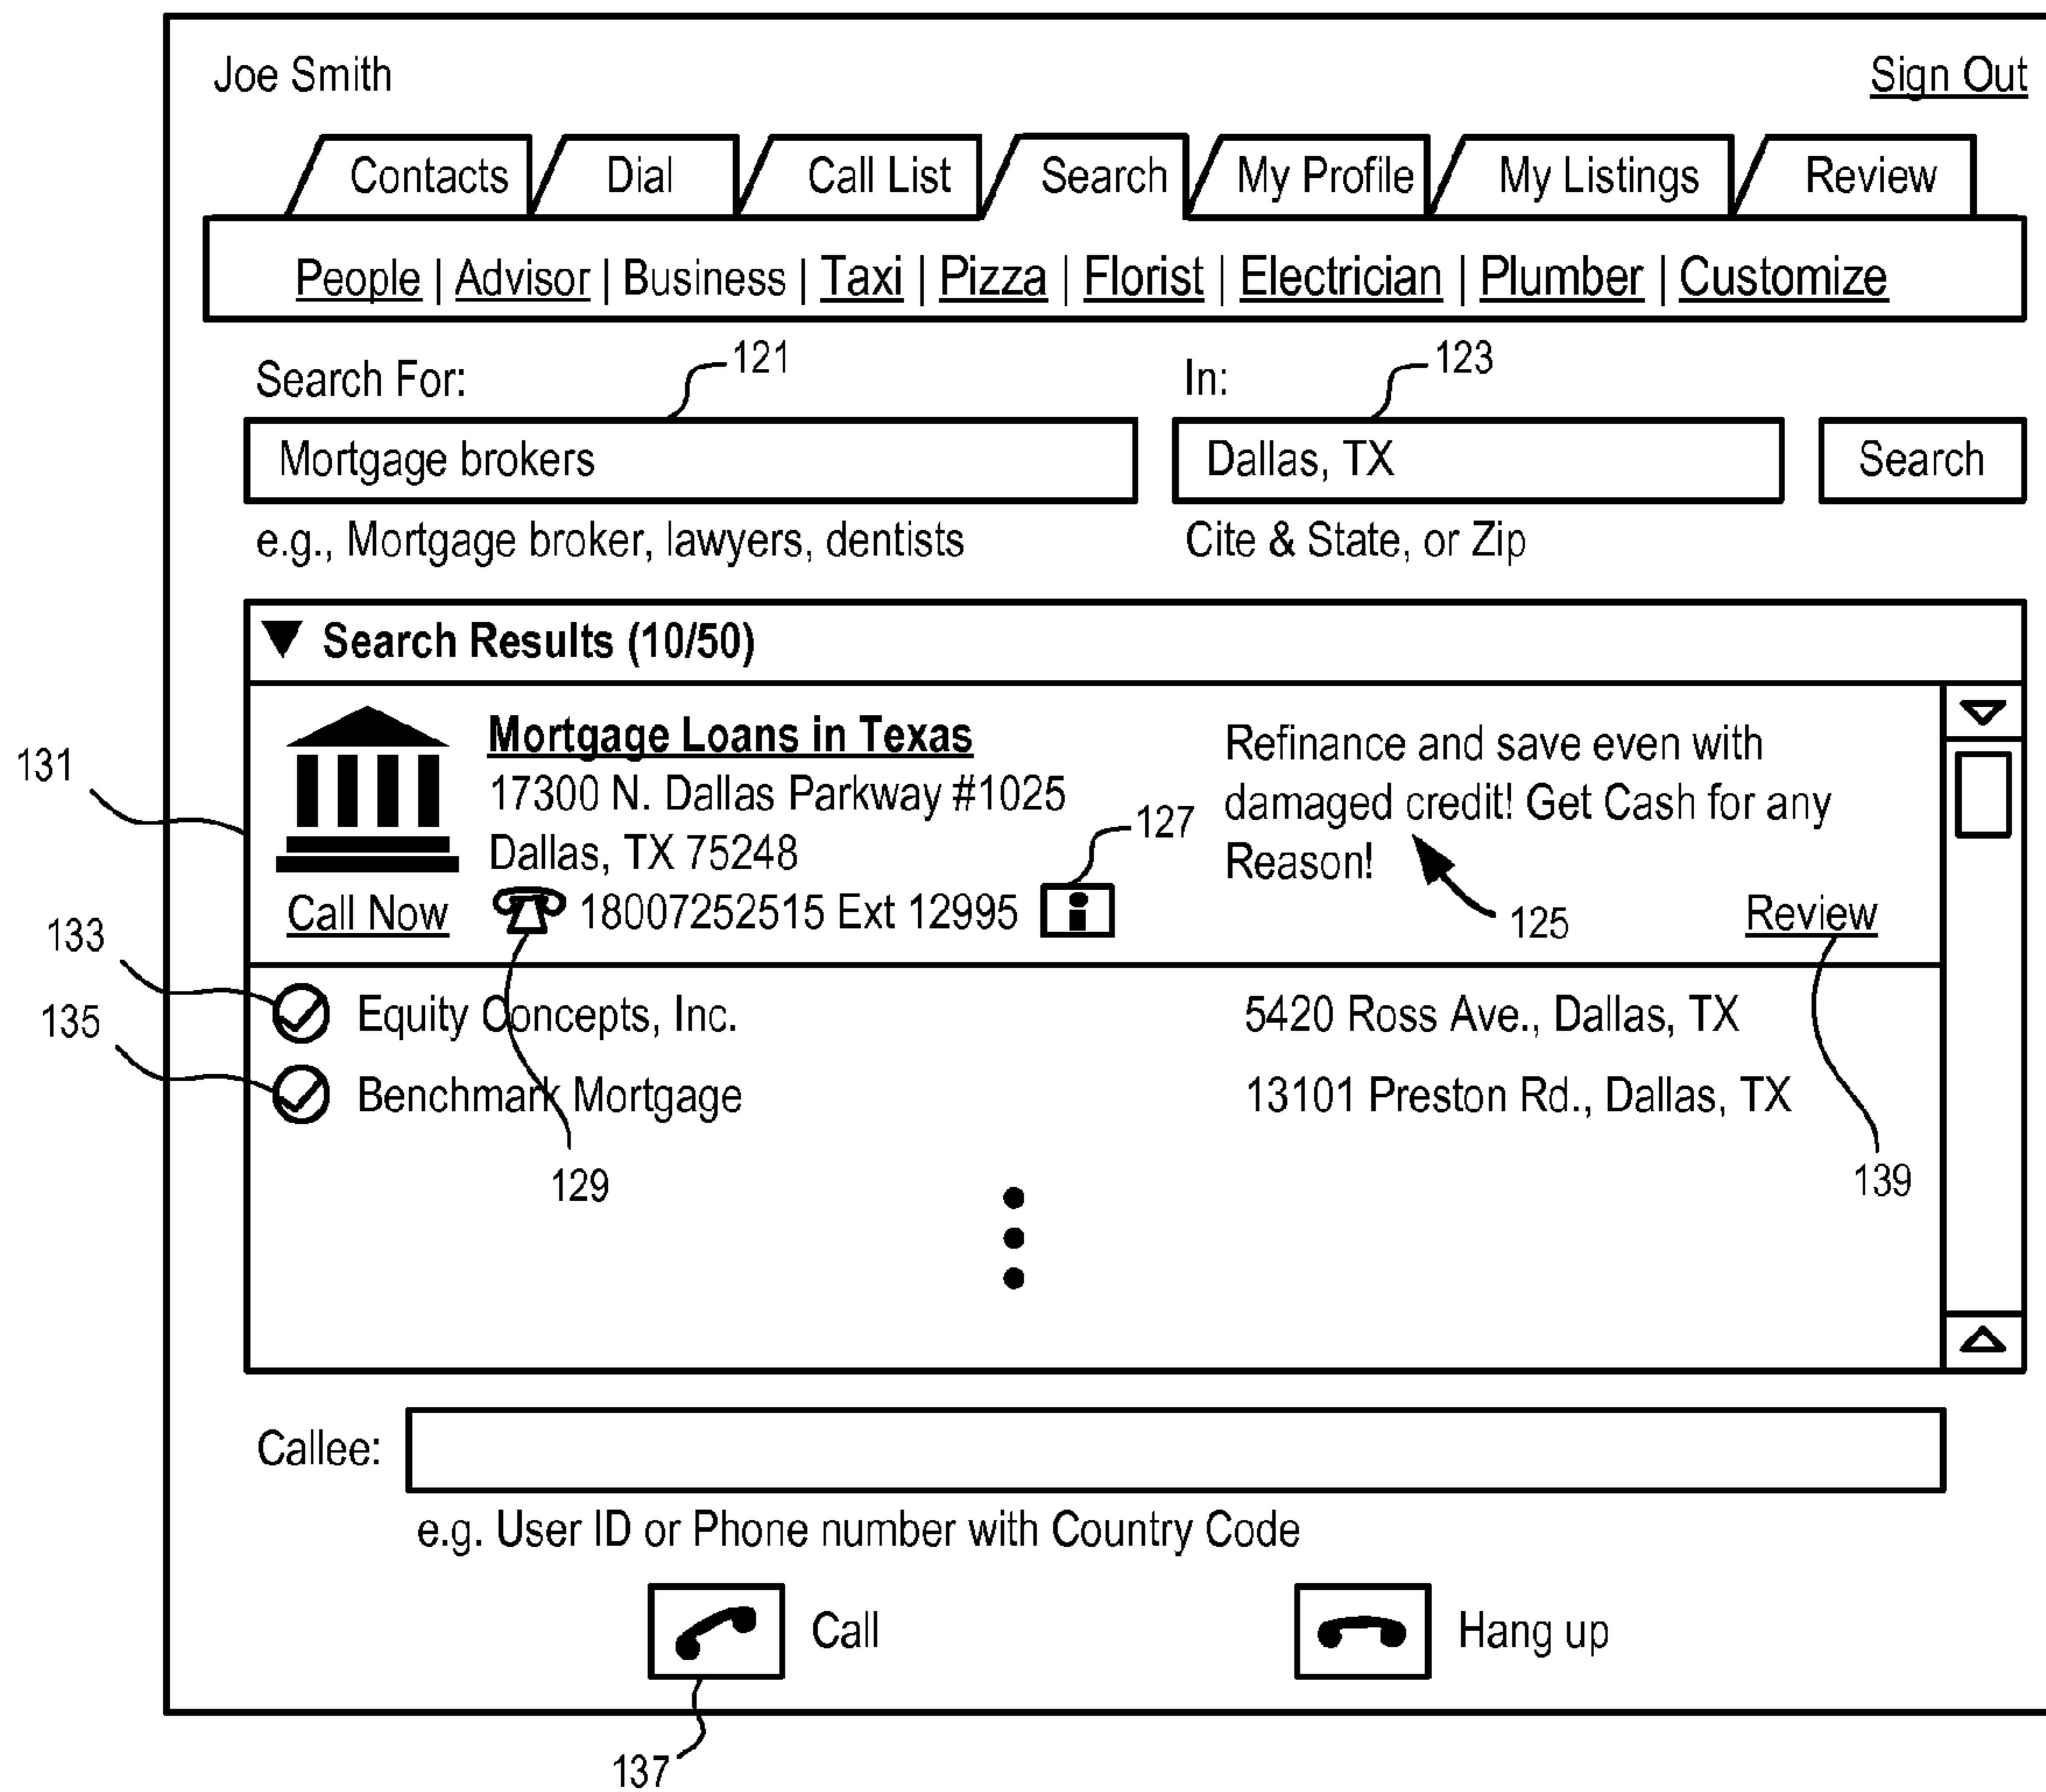 Joe Smith
Sign Out
Contacts Dial Call List Search My Profile My Listings Review
People | Advisor | Business | Taxi | Pizza | Florist | Electrician | Plumber | Customize
121
123
Search For:
In:
Mortgage brokers
Dallas, TX
Search
e.g., Mortgage broker, lawyers, dentists
Cite & State, or Zip
Search Results (10/50)
131
Mortgage Loans in Texas
17300 N. Dallas Parkway #1025
Dallas, TX 75248
Call Now
18007252515 Ext 12995
127
Refinance and save even with
damaged credit! Get Cash for any
Reason!
125
Review
133
Equity Concepts, Inc.
5420 Ross Ave., Dallas, TX
135
Benchmark Mortgage
13101 Preston Rd., Dallas, TX
129
139
Callee:
e.g. User ID or Phone number with Country Code
Call
Hang up
137